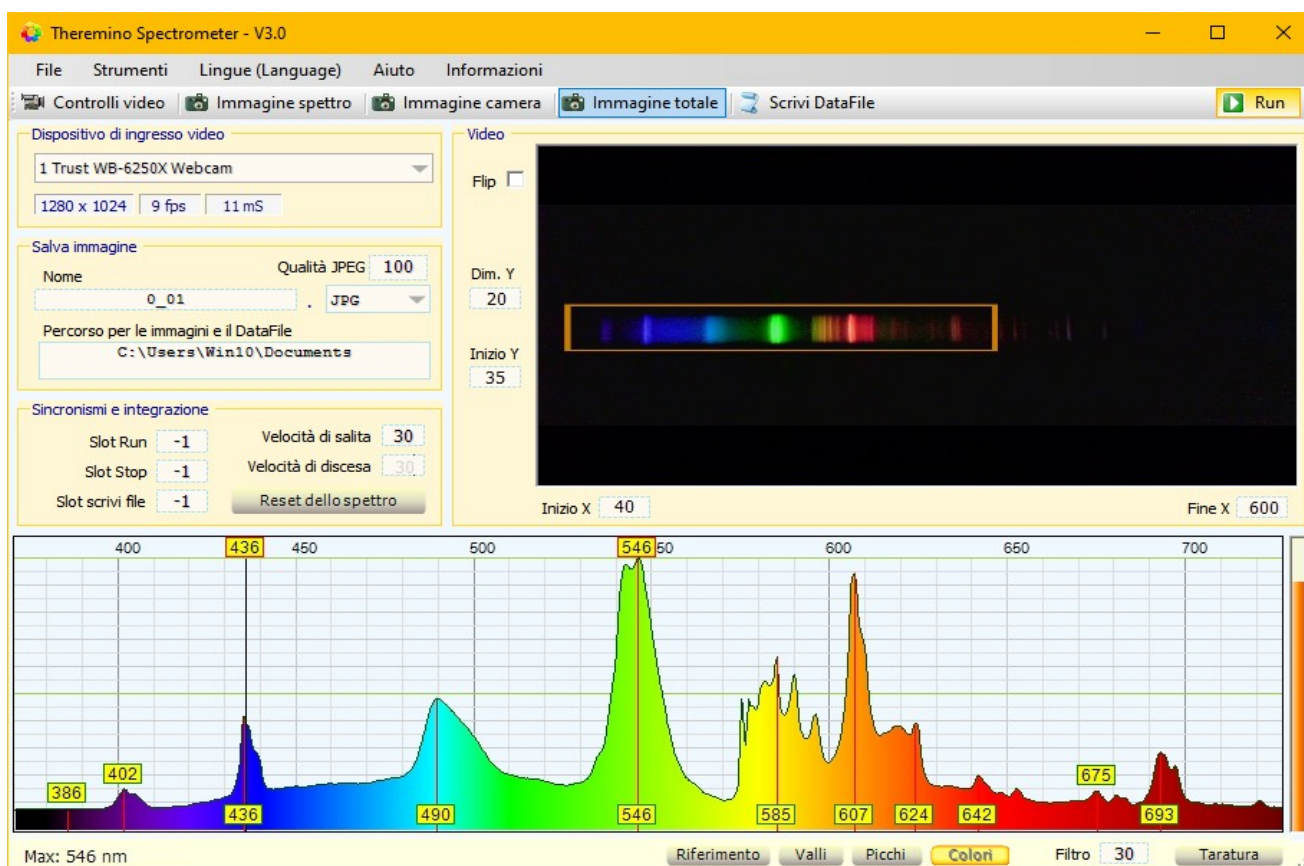 Theremino Spectrometer - V3.0
File Strumenti Lingue (Language) Aiuto Informazioni
Controlli video Immagine spettro Immagine camera Immagine totale Scrivi DataFile Run
Dispositivo di ingresso video
1 Trust WB-6250X Webcam
1280 x 1024 9 fps 11 mS
Salva immagine
Nome Qualità JPEG 100
0_01 . JPG
Percorso per le immagini e il DataFile
C:\Users\Win10\Documents
Sincronismi e integrazione
Slot Run -1 Velocità di salita 30
Slot Stop -1 Velocità di discesa 30
Slot scrivi file -1 Reset dello spettro
Video
Flip
Dim. Y
20
Inizio Y
35
Inizio X 40 Fine X 600
400 436 450 500 546 50 600 650 700
386 402 675
436 490 546 585 607 624 642 693
Max: 546 nm Riferimento Valli Picchi Colori Filtro 30 Taratura